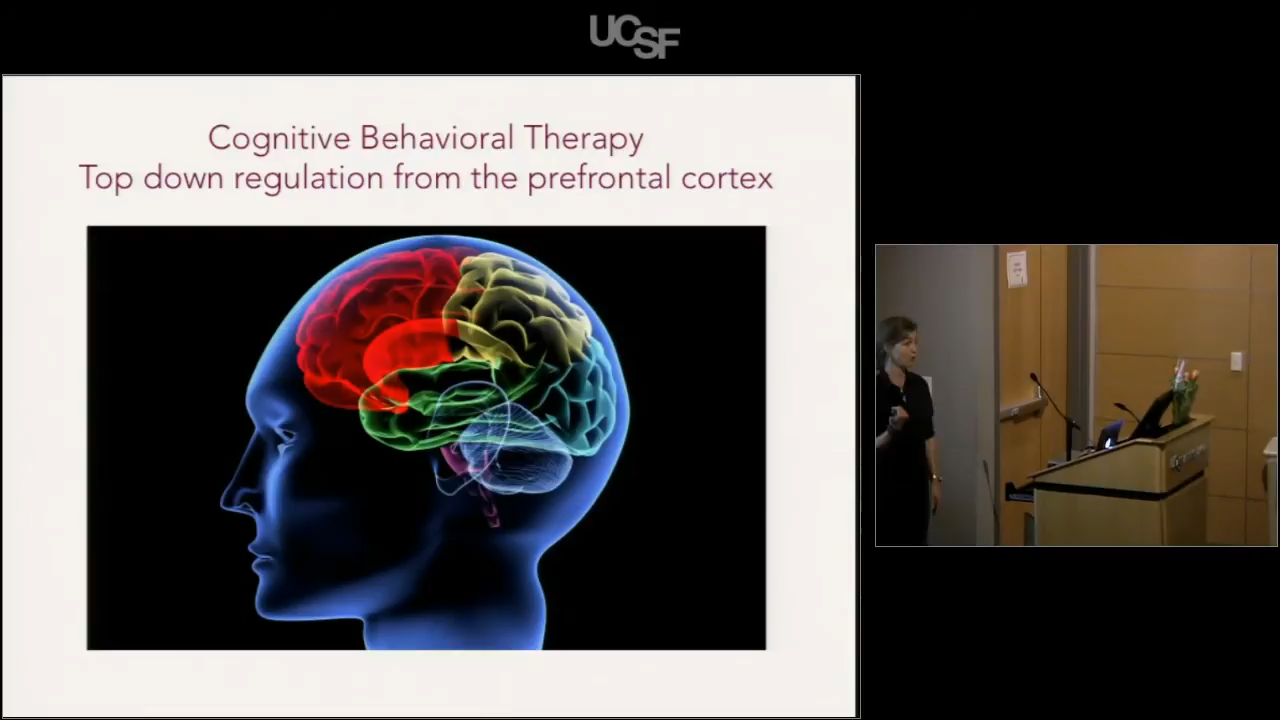 UCSF
Cognitive Behavioral Therapy
Top down regulation from the prefrontal cortex